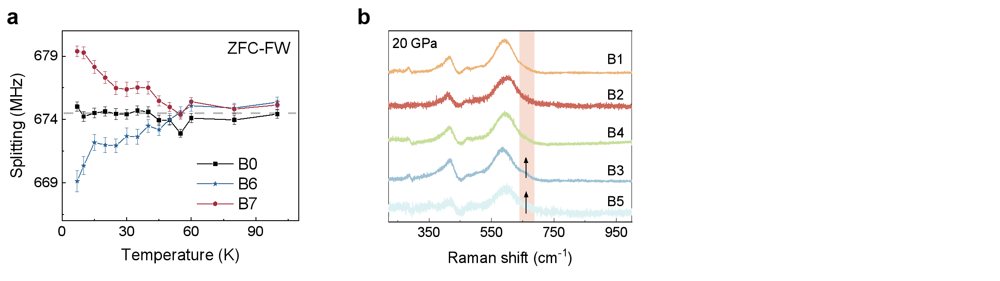 a
ZFC-FW
679
674
669
Splitting (MHz)
B0
B6
B7
0
30
60
90
Temperature (K)
b
20 GPa
B1
B2
B4
B3
B5
350
550
750
950
Raman shift (cm⁻¹)